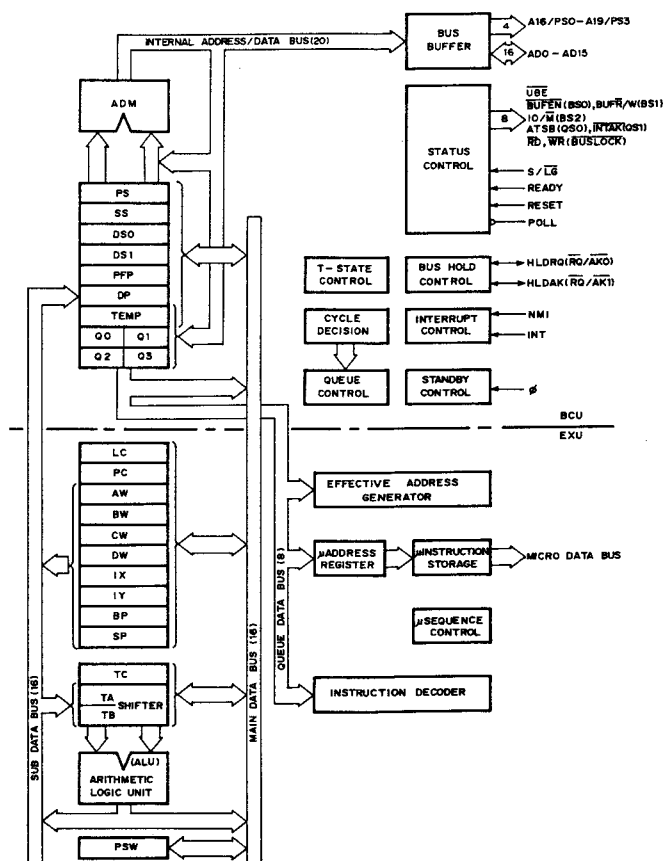 INTERNAL ADDRESS/DATA BUS(20)
BUS
BUFFER
4
A16/PS0-A19/PS3
16
AD0-AD15
ADM
STATUS
CONTROL
8
UBE
BUFEN(BS0), BUFR/W(BS1)
IO/M(BS2)
ATSB(QS0), INTAK(QS1)
RD, WR(BUSLOCK)
S/LG
READY
RESET
POLL
PS
SS
DS0
DS1
PFP
DP
TEMP
Q0 Q1
Q2 Q3
T-STATE
CONTROL
BUS HOLD
CONTROL
HLDRQ(RQ/AK0)
HLDAK(RQ/AK1)
CYCLE
DECISION
INTERRUPT
CONTROL
NMI
INT
QUEUE
CONTROL
STANDBY
CONTROL
ø
BCU
EXU
LC
PC
AW
BW
CW
DW
IX
IY
BP
SP
EFFECTIVE ADDRESS
GENERATOR
μADDRESS
REGISTER
μINSTRUCTION
STORAGE
MICRO DATA BUS
μSEQUENCE
CONTROL
INSTRUCTION DECODER
SUB DATA BUS(16)
MAIN DATA BUS(16)
QUEUE DATA BUS(8)
TC
TA
TB
SHIFTER
(ALU)
ARITHMETIC
LOGIC UNIT
PSW